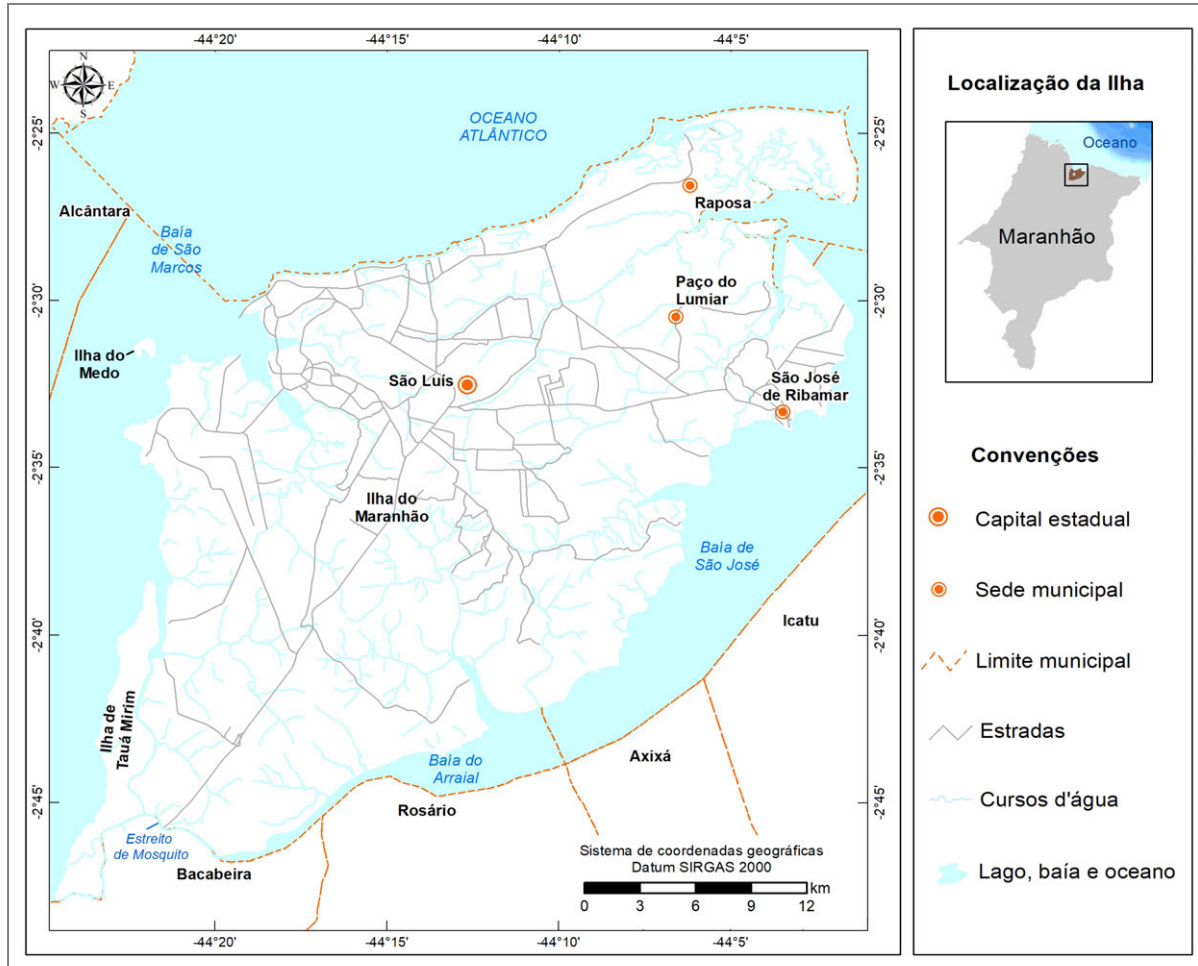 -44°20'
-44°15'
-44°10'
-44°5'
N
W
E
S
OCEANO
ATLÂNTICO
-2°25'
-2°25'
Raposa
Alcântara
Baía
de São
Marcos
Paço do
Lumiar
-2°30'
-2°30'
Ilha do
Medo
São Luís
São José
de Ribamar
-2°35'
-2°35'
Ilha do
Maranhão
Baía de
São José
Icatu
-2°40'
-2°40'
Ilha de
Tauá Mirim
Baía do
Arraial
Axixá
Rosário
-2°45'
-2°45'
Estreito
de Mosquito
Bacabeira
Sistema de coordenadas geográficas
Datum SIRGAS 2000
km
0 3 6 9 12
-44°20'
-44°15'
-44°10'
-44°5'
Localização da Ilha
Oceano
Maranhão
Convenções
Capital estadual
Sede municipal
Limite municipal
Estradas
Cursos d'água
Lago, baía e oceano